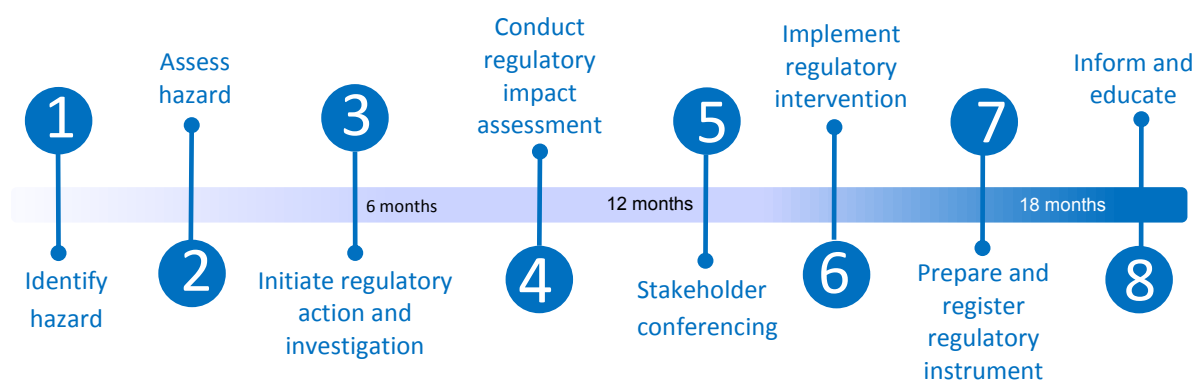 1
Identify
hazard
Assess
hazard
2
3
Initiate regulatory
action and
investigation
6 months
Conduct
regulatory
impact
assessment
4
12 months
5
Stakeholder
conferencing
Implement
regulatory
intervention
6
7
Prepare and
register
regulatory
instrument
18 months
Inform and
educate
8